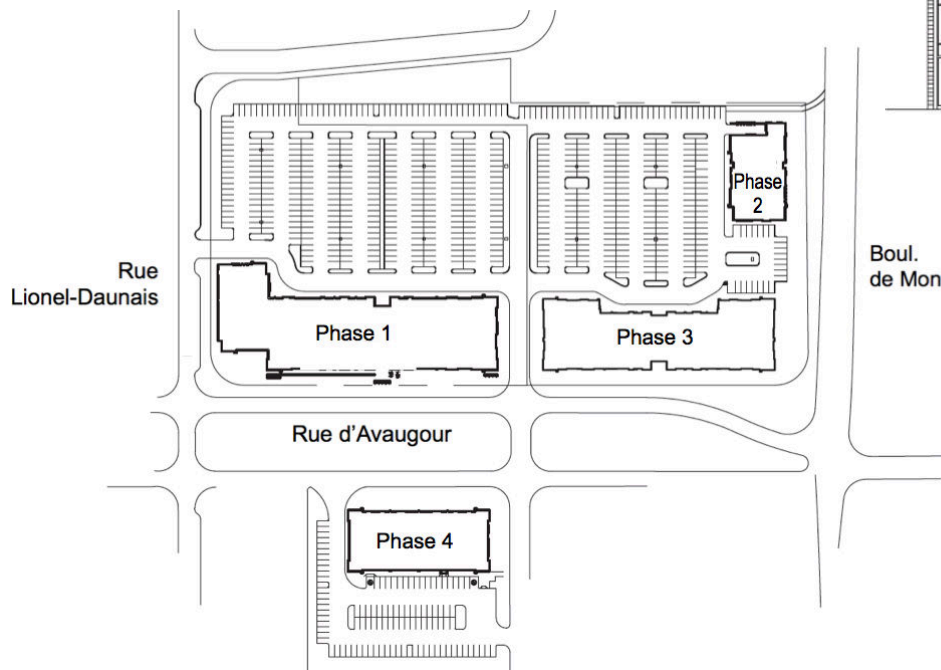 Phase
2
Rue
Lionel-Daunais
Boul.
de Mon
Phase 1
Phase 3
Rue d'Avaugour
Phase 4